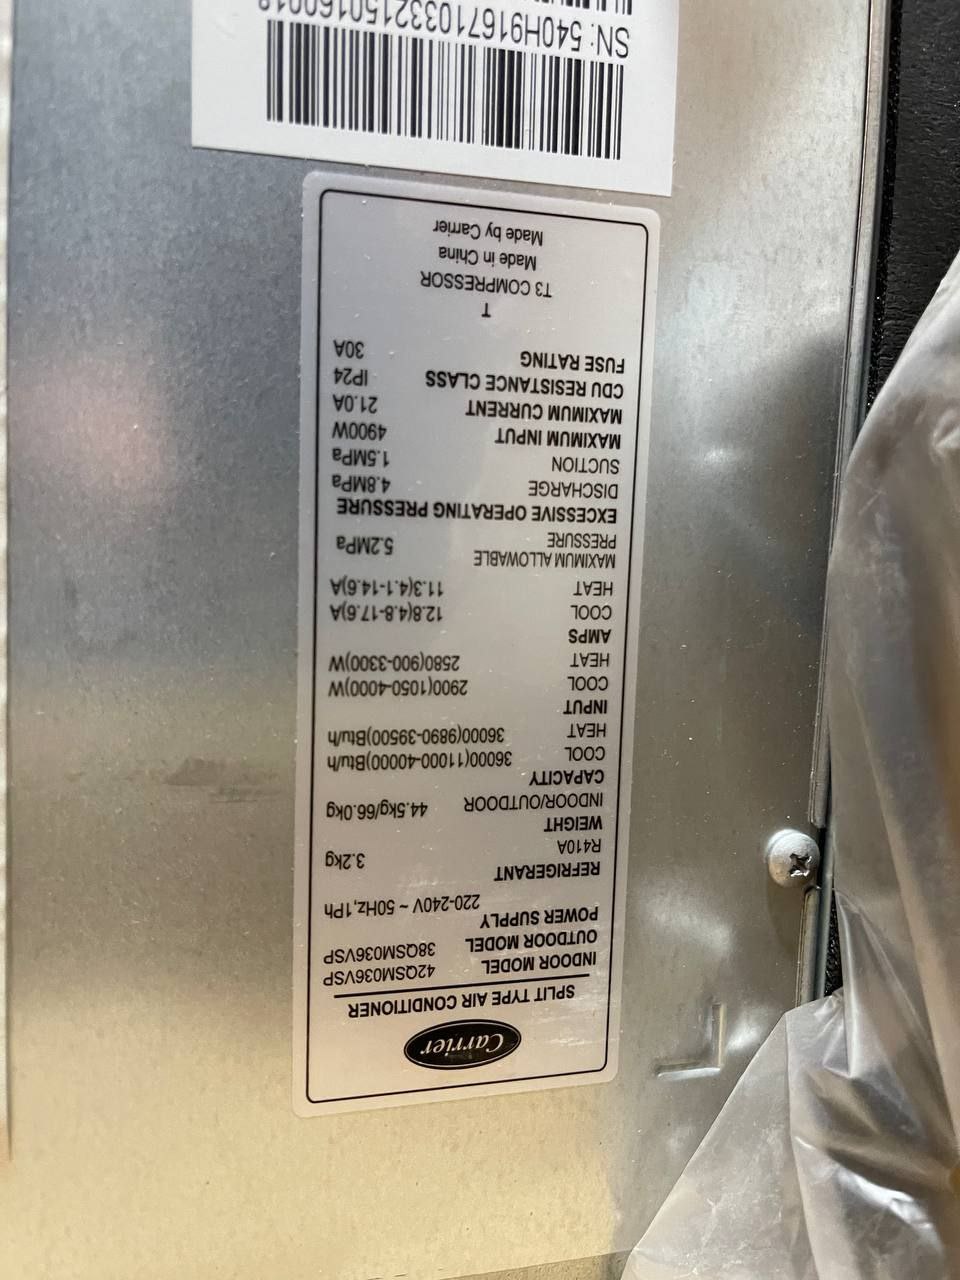 Carrier
SPLIT TYPE AIR CONDITIONER
INDOOR MODEL 42QSM036VSP
OUTDOOR MODEL 38QSM036VSP
POWER SUPPLY 220-240V ~ 50Hz,1Ph
REFRIGERANT
R410A 3.2kg
WEIGHT
INDOOR/OUTDOOR 44.5kg/66.0kg
CAPACITY
COOL 36000(11000-40000)Btu/h
HEAT 36000(9890-39500)Btu/h
INPUT
COOL 2900(1050-4000)W
HEAT 2580(900-3300)W
AMPS
COOL 12.8(4.8-17.6)A
HEAT 11.3(4.1-14.6)A
MAXIMUM ALLOWABLE
PRESSURE 5.2MPa
EXCESSIVE OPERATING PRESSURE
DISCHARGE 4.8MPa
SUCTION 1.5MPa
MAXIMUM INPUT 4900W
MAXIMUM CURRENT 21.0A
CDU RESISTANCE CLASS IP24
FUSE RATING 30A
T
T3 COMPRESSOR
Made in China
Made by Carrier
SN: